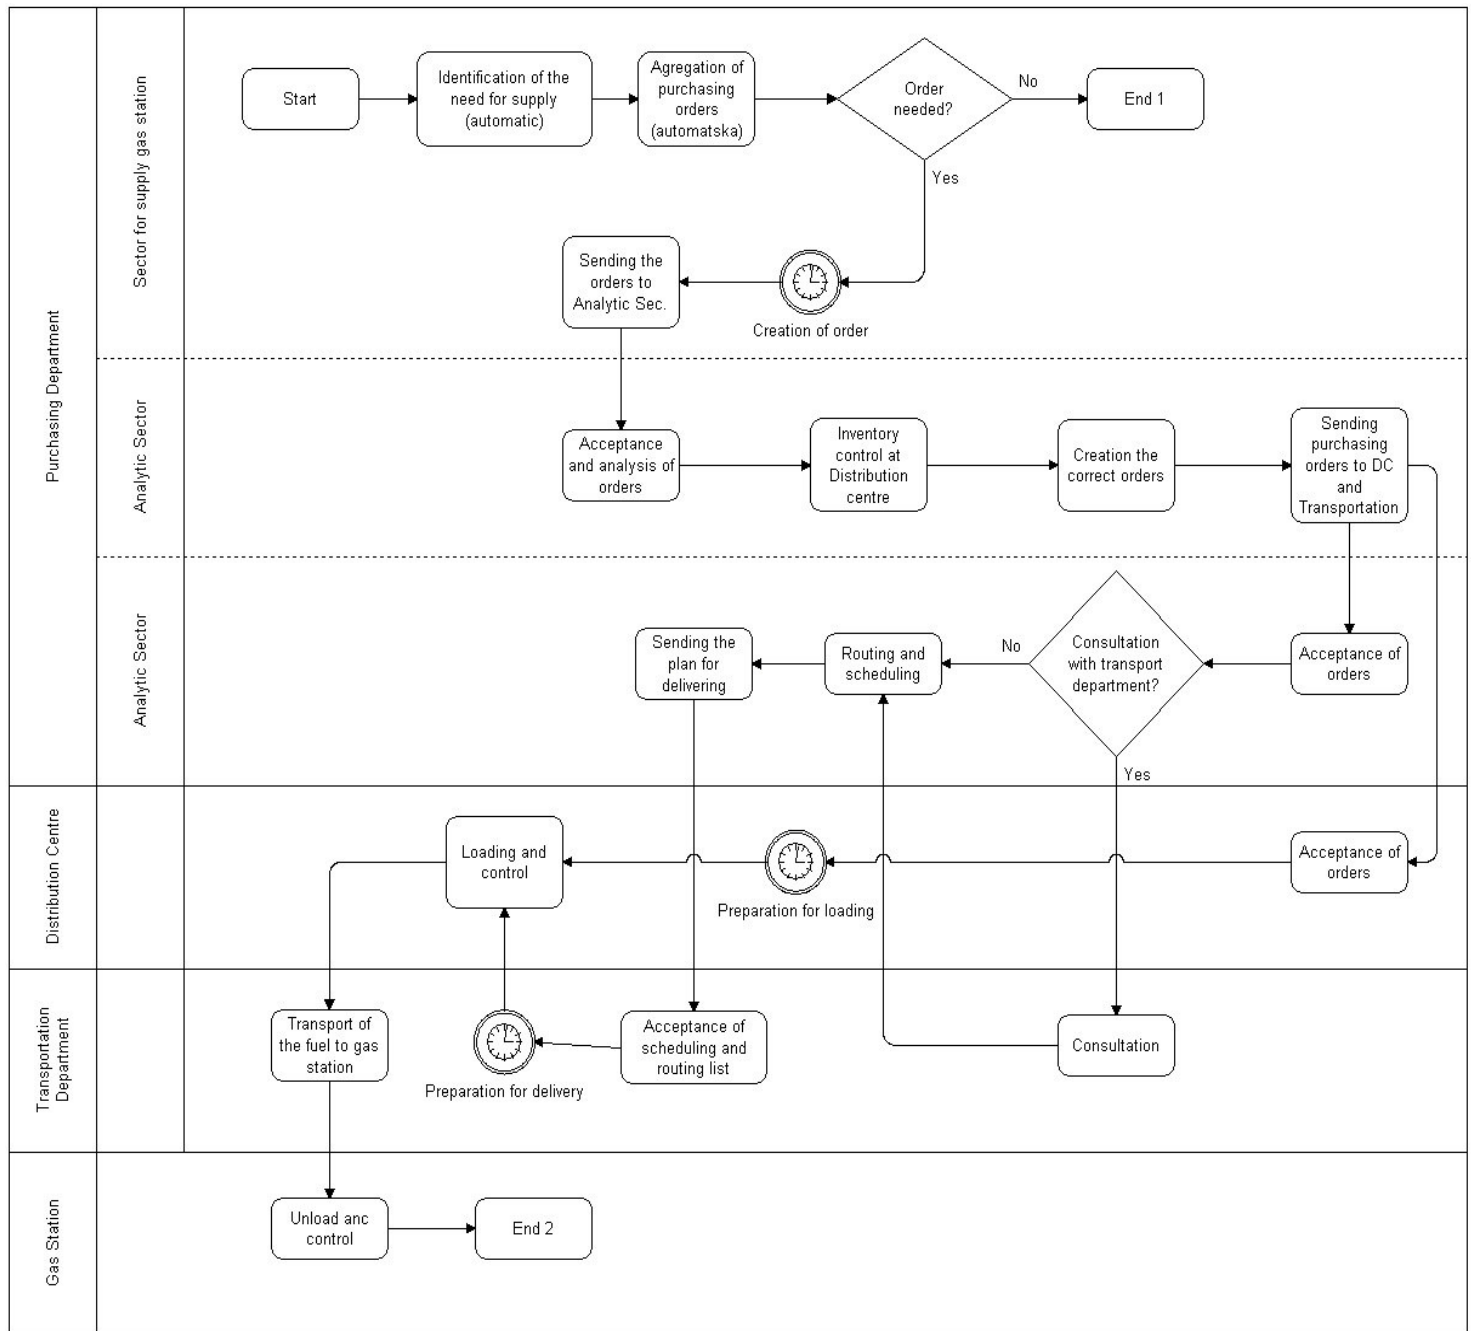 Purchasing Department
Sector for supply gas station
Start
Identification of the
need for supply
(automatic)
Agregation of
purchasing
orders
(automatska)
Order
needed?
No
End 1
Yes
Sending the
orders to
Analytic Sec.
Creation of order
Analytic Sector
Acceptance
and analysis of
orders
Inventory
control at
Distribution
centre
Creation the
correct orders
Sending
purchasing
orders to DC
and
Transportation
Analytic Sector
Sending the
plan for
delivering
Routing and
scheduling
No
Consultation
with transport
department?
Acceptance of
orders
Yes
Distribution Centre
Loading and
control
Preparation for loading
Acceptance of
orders
Transportation
Department
Transport of
the fuel to gas
station
Preparation for delivery
Acceptance of
scheduling and
routing list
Consultation
Gas Station
Unload anc
control
End 2